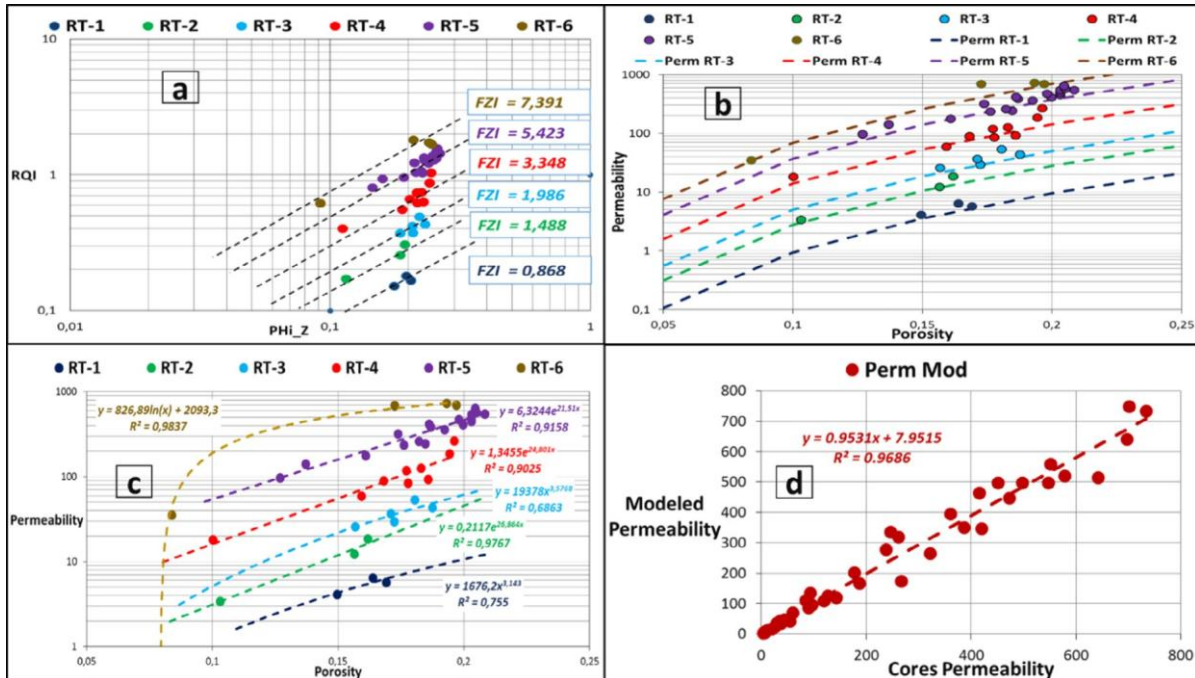 RT-1 RT-2 RT-3 RT-4 RT-5 RT-6
10
a
FZI = 7,391
FZI = 5,423
RQI 1
FZI = 3,348
FZI = 1,986
FZI = 1,488
FZI = 0,868
0,1
0,01 0,1 1
PHi_Z
RT-1 RT-2 RT-3 RT-4
RT-5 RT-6 Perm RT-1 Perm RT-2
Perm RT-3 Perm RT-4 Perm RT-5 Perm RT-6
1000
b
100
Permeability
10
1
0,1
0,05 0,1 0,15 0,2 0,25
Porosity
RT-1 RT-2 RT-3 RT-4 RT-5 RT-6
1000
y = 826,89ln(x) + 2093,3
R² = 0,9837
y = 6,3244e^21,51x
R² = 0,9158
100
c
y = 1,3455e^24,801x
R² = 0,9025
Permeability
y = 19378x^3,5708
R² = 0,6863
10
y = 0,2117e^26,864x
R² = 0,9767
y = 1676,2x^3,143
R² = 0,755
1
0,05 0,1 0,15 0,2 0,25
Porosity
Perm Mod
800
700
y = 0.9531x + 7.9515
R² = 0.9686
600
d
500
Modeled
Permeability
400
300
200
100
0
0 200 400 600 800
Cores Permeability